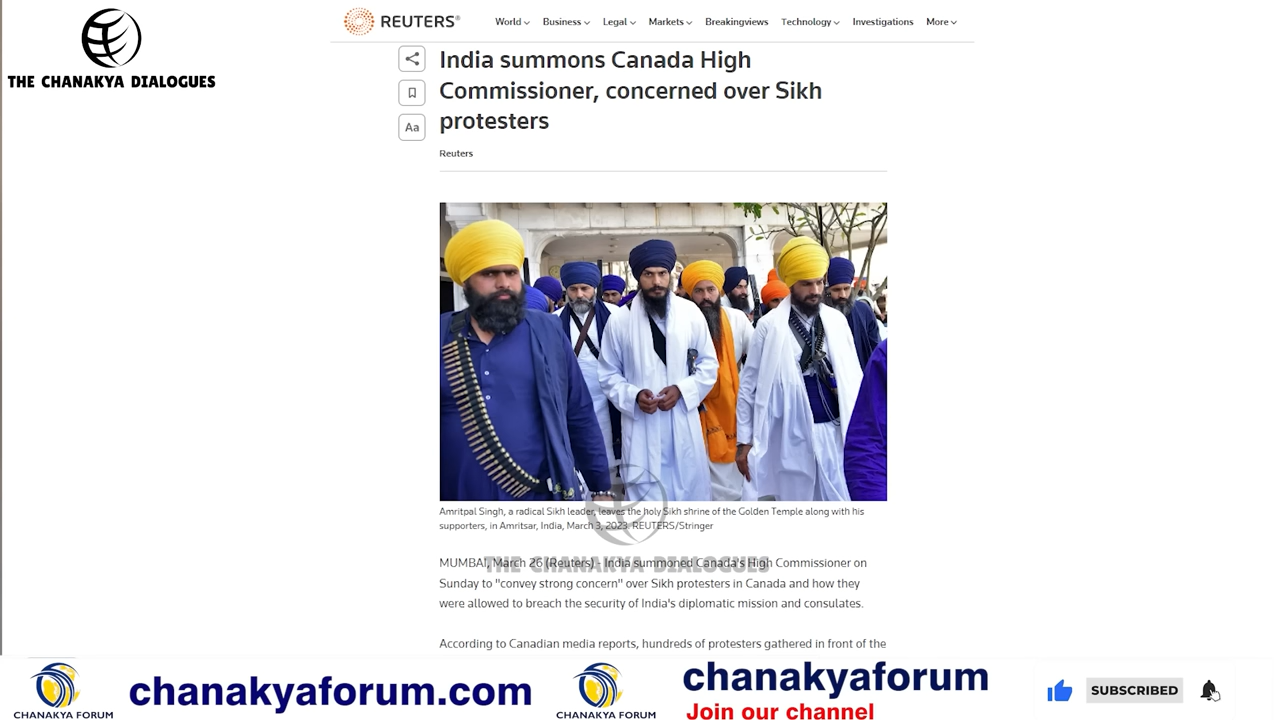 REUTERS®
World
Business
Legal
Markets
Breakingviews
Technology
Investigations
More
THE CHANAKYA DIALOGUES
India summons Canada High
Commissioner, concerned over Sikh
protesters
Aa
Reuters
Amritpal Singh, a radical Sikh leader, leaves the holy Sikh shrine of the Golden Temple along with his
supporters, in Amritsar, India, March 3, 2023. REUTERS/Stringer
THE CHANAKYA DIALOGUES
MUMBAI, March 26 (Reuters) - India summoned Canada's High Commissioner on
Sunday to "convey strong concern" over Sikh protesters in Canada and how they
were allowed to breach the security of India's diplomatic mission and consulates.
According to Canadian media reports, hundreds of protesters gathered in front of the
CHANAKYA FORUM
chanakyaforum.com
CHANAKYA FORUM
chanakyaforum
Join our channel
SUBSCRIBED